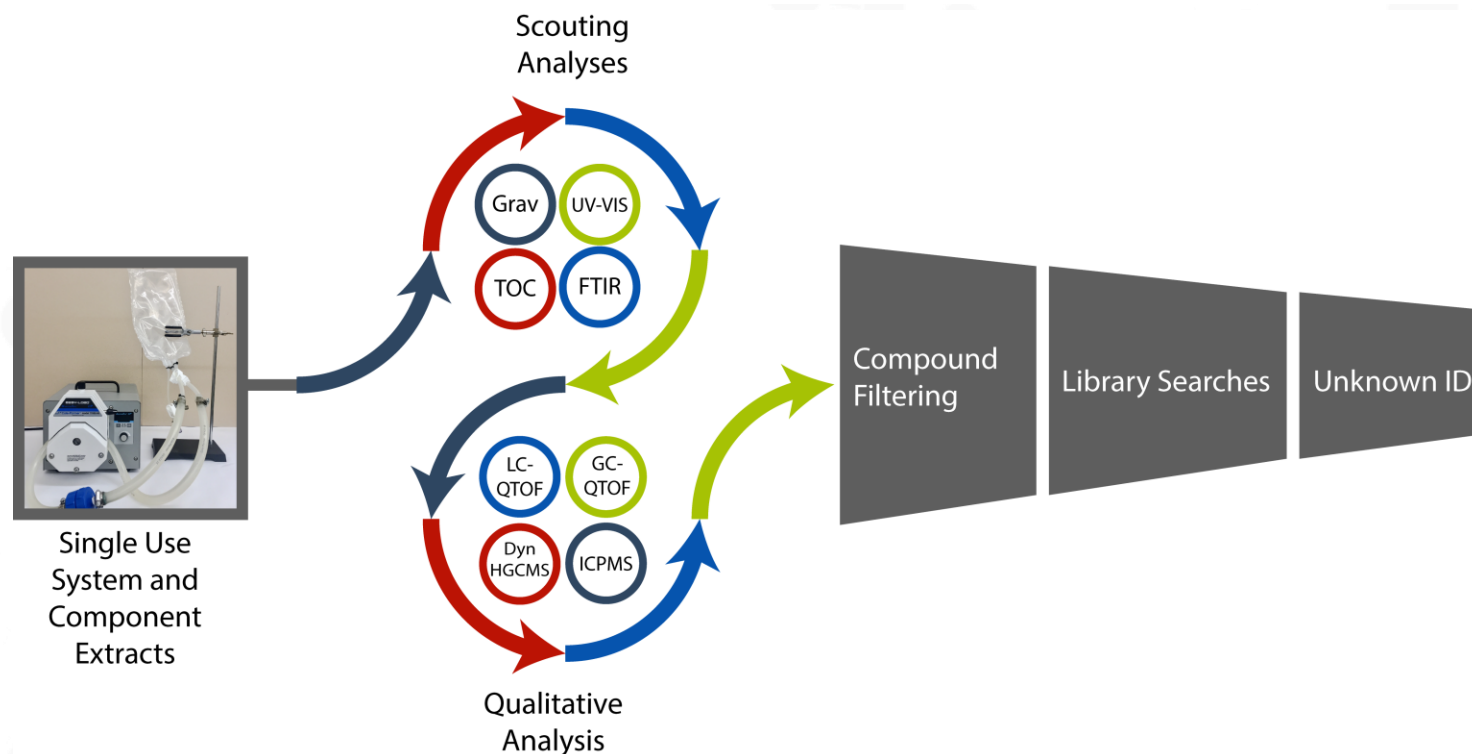 Scouting
Analyses
Grav
UV-VIS
TOC
FTIR
Single Use
System and
Component
Extracts
LC-
QTOF
GC-
QTOF
Dyn
HGCMS
ICPMS
Qualitative
Analysis
Compound
Filtering
Library Searches
Unknown ID